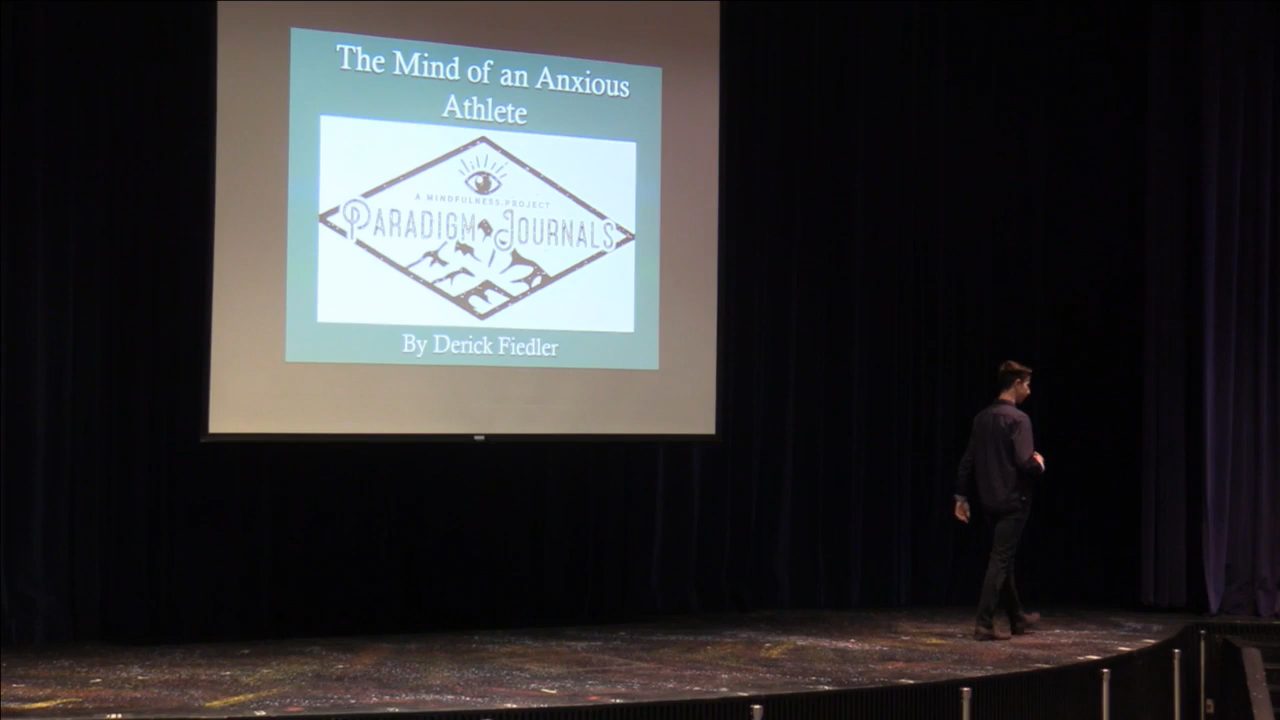 The Mind of an Anxious
Athlete
A MINDFULNESS PROJECT
PARADIGM JOURNALS
By Derick Fiedler